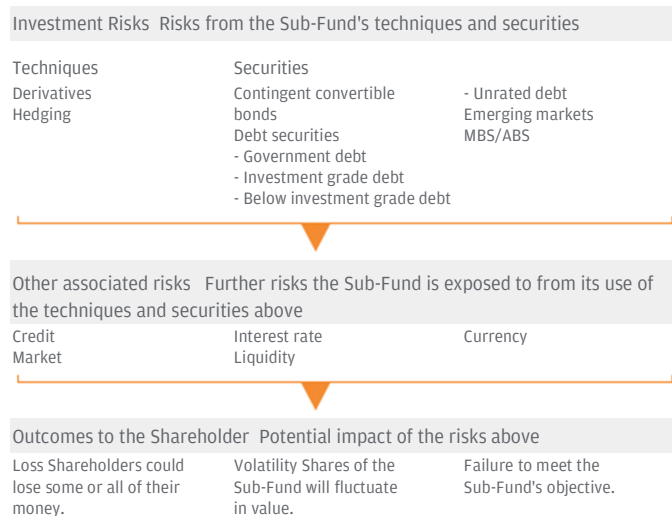 Investment Risks Risks from the Sub-Fund's techniques and securities
Techniques
Derivatives
Hedging
Securities
Contingent convertible
bonds
Debt securities
- Government debt
- Investment grade debt
- Below investment grade debt
- Unrated debt
Emerging markets
MBS/ABS
Other associated risks Further risks the Sub-Fund is exposed to from its use of
the techniques and securities above
Credit
Market
Interest rate
Liquidity
Currency
Outcomes to the Shareholder Potential impact of the risks above
Loss Shareholders could
lose some or all of their
money.
Volatility Shares of the
Sub-Fund will fluctuate
in value.
Failure to meet the
Sub-Fund's objective.